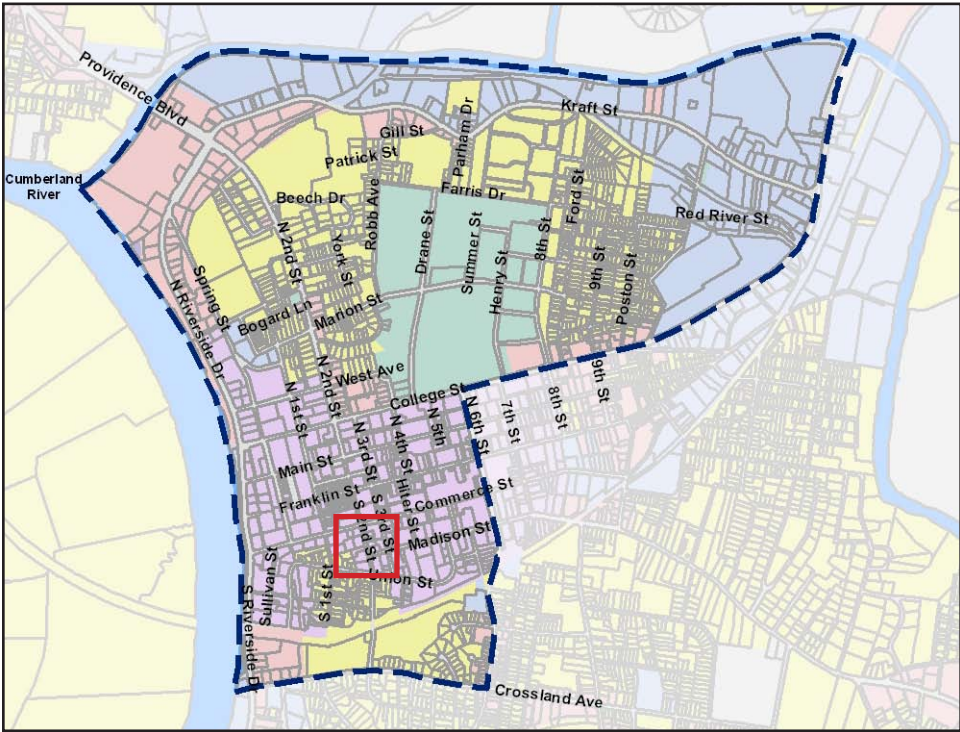 Providence Blvd
Kraft St
Parham Dr
Gill St
Patrick St
Cumberland
River
Farris Dr
Beech Dr
Robb Ave
Ford St
Red River St
N 2nd St
Drane St
Summer St
8th St
York St
9th St
Henry St
Spring St
N Riverside Dr
Poston St
Bogard Ln
Marion St
West Ave
N 2nd St
9th St
College St
N 1st St
8th St
7th St
N 6th St
N 5th
N 4th St
N 3rd St
Main St
Franklin St
Hiter St
Commerce St
S 3rd St
S 2nd St
Madison St
Sullivan St
S 1st St
S Riverside Dr
Crossland Ave